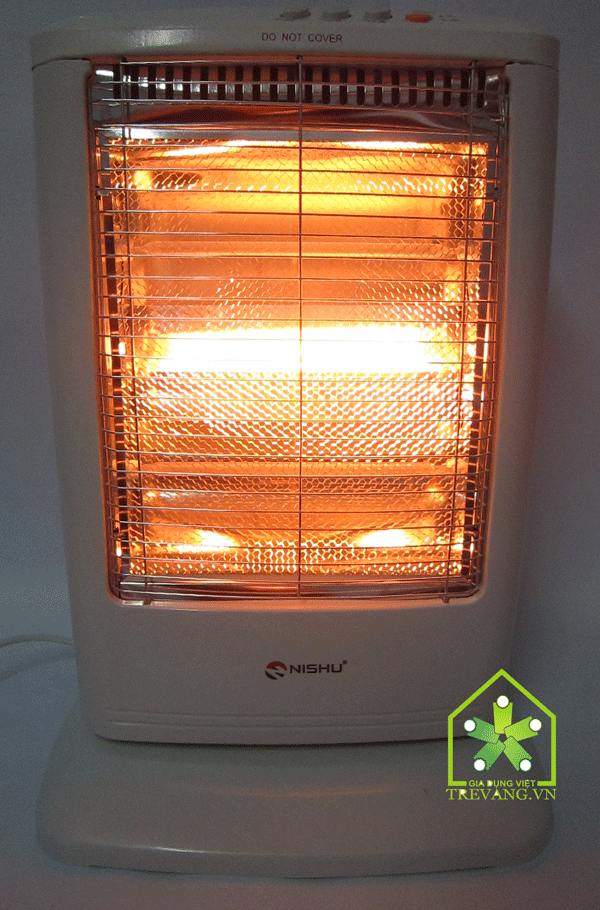 DO NOT COVER
NISHU®
GIA DỤNG VIỆT
TREVANG.VN